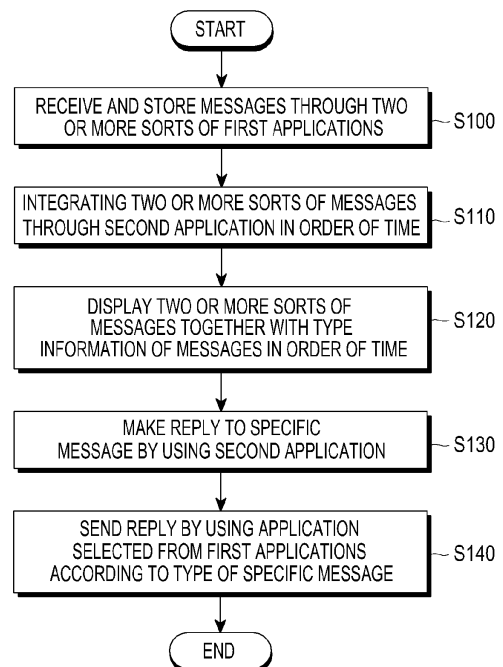 START
RECEIVE AND STORE MESSAGES THROUGH TWO
OR MORE SORTS OF FIRST APPLICATIONS
S100
INTEGRATING TWO OR MORE SORTS OF MESSAGES
THROUGH SECOND APPLICATION IN ORDER OF TIME
S110
DISPLAY TWO OR MORE SORTS OF
MESSAGES TOGETHER WITH TYPE
INFORMATION OF MESSAGES IN ORDER OF TIME
S120
MAKE REPLY TO SPECIFIC
MESSAGE BY USING SECOND APPLICATION
S130
SEND REPLY BY USING APPLICATION
SELECTED FROM FIRST APPLICATIONS
ACCORDING TO TYPE OF SPECIFIC MESSAGE
S140
END